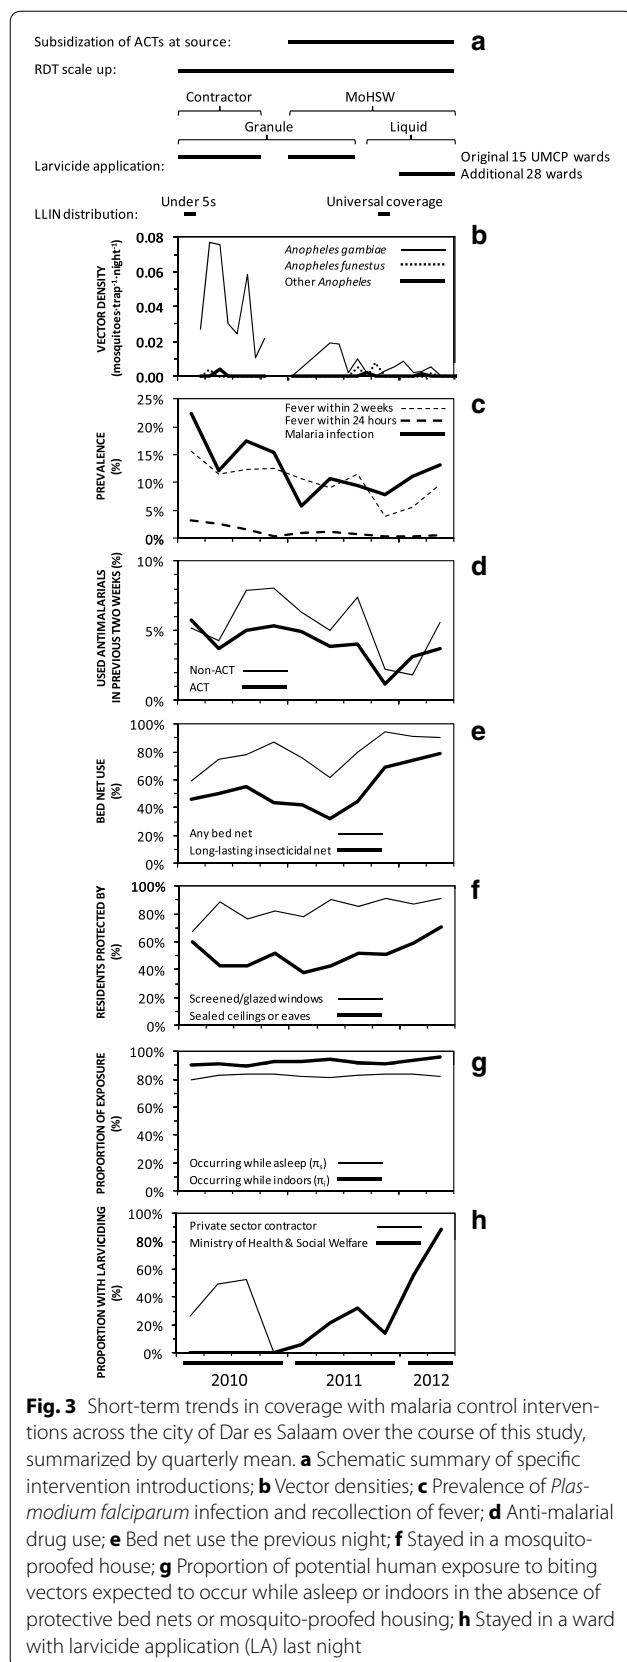 Subsidization of ACTs at source:
a
RDT scale up:
Contractor MoHSW
Granule Liquid
Larvicide application:
Original 15 UMCP wards
Additional 28 wards
Under 5s Universal coverage
LLIN distribution:
b
VECTOR DENSITY
(mosquitoes·trap⁻¹·night⁻¹)
0.08
0.06
0.04
0.02
0.00
Anopheles gambiae
Anopheles funestus
Other Anopheles
c
PREVALENCE
(%)
25%
20%
15%
10%
5%
0%
Fever within 2 weeks
Fever within 24 hours
Malaria infection
d
USED ANTIMALARIALS
IN PREVIOUS TWO WEEKS (%)
10%
5%
0%
Non-ACT
ACT
e
BED NET USE
(%)
100%
80%
60%
40%
20%
0%
Any bed net
Long-lasting insecticidal net
f
RESIDENTS PROTECTED BY
(%)
100%
80%
60%
40%
20%
0%
Screened/glazed windows
Sealed ceilings or eaves
g
PROPORTION OF EXPOSURE
(%)
100%
80%
60%
40%
20%
0%
Occurring while asleep (πs)
Occurring while indoors (πi)
h
PROPORTION WITH LARVICIDING
(%)
100%
80%
60%
40%
20%
0%
Private sector contractor
Ministry of Health & Social Welfare
2010 2011 2012
Fig. 3 Short-term trends in coverage with malaria control interven-
tions across the city of Dar es Salaam over the course of this study,
summarized by quarterly mean. a Schematic summary of specific
intervention introductions; b Vector densities; c Prevalence of Plas-
modium falciparum infection and recollection of fever; d Anti-malarial
drug use; e Bed net use the previous night; f Stayed in a mosquito-
proofed house; g Proportion of potential human exposure to biting
vectors expected to occur while asleep or indoors in the absence of
protective bed nets or mosquito-proofed housing; h Stayed in a ward
with larvicide application (LA) last night